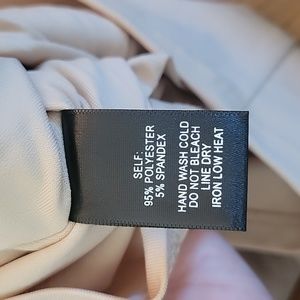 SELF:
95% POLYESTER
5% SPANDEX
HAND WASH COLD
DO NOT BLEACH
LINE DRY
IRON LOW HEAT